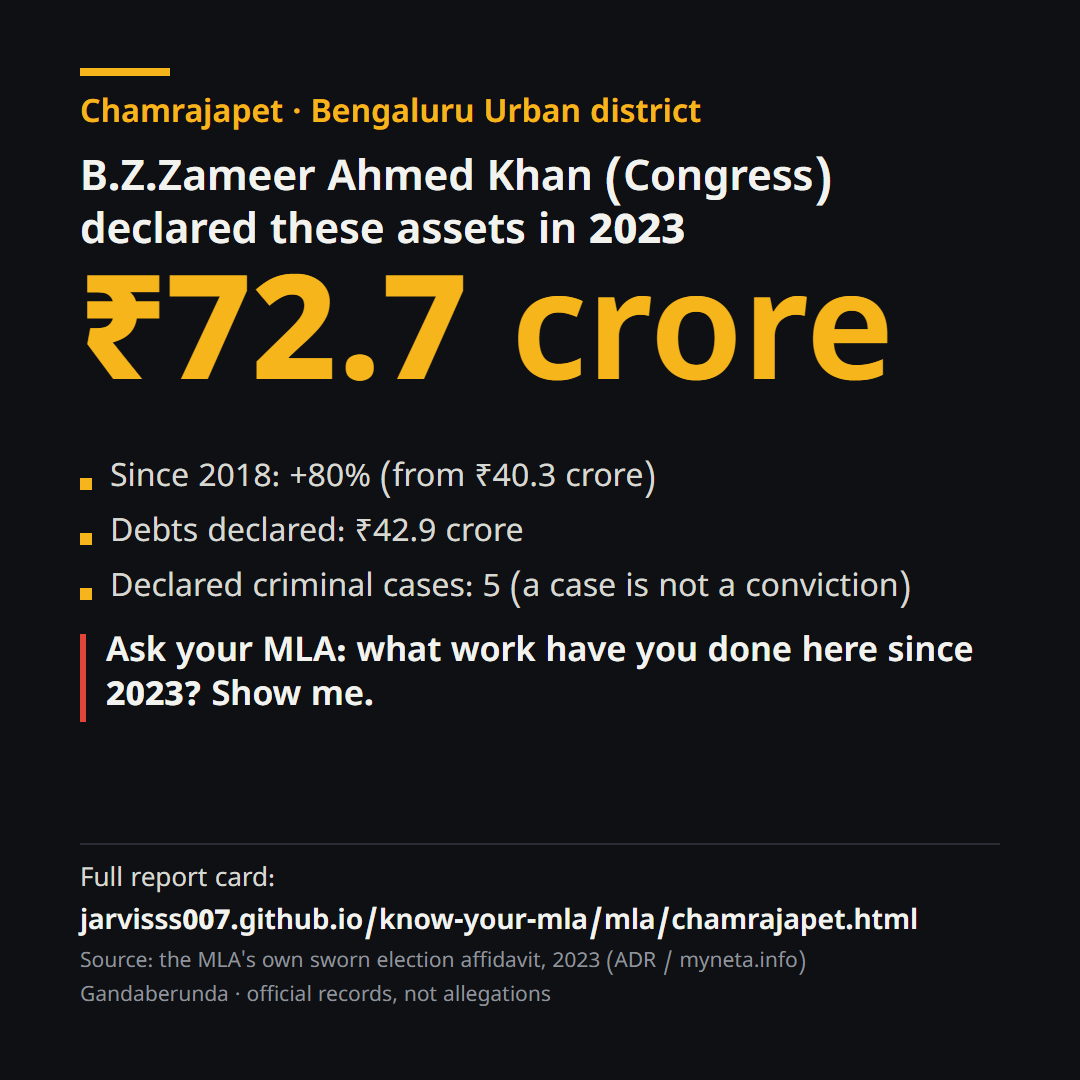 Chamrajapet · Bengaluru Urban district
B.Z.Zameer Ahmed Khan (Congress)
declared these assets in 2023
₹72.7 crore
Since 2018: +80% (from ₹40.3 crore)
Debts declared: ₹42.9 crore
Declared criminal cases: 5 (a case is not a conviction)
Ask your MLA: what work have you done here since
2023? Show me.
Full report card:
jarvisss007.github.io/know-your-mla/mla/chamrajapet.html
Source: the MLA's own sworn election affidavit, 2023 (ADR / myneta.info)
Gandaberunda · official records, not allegations